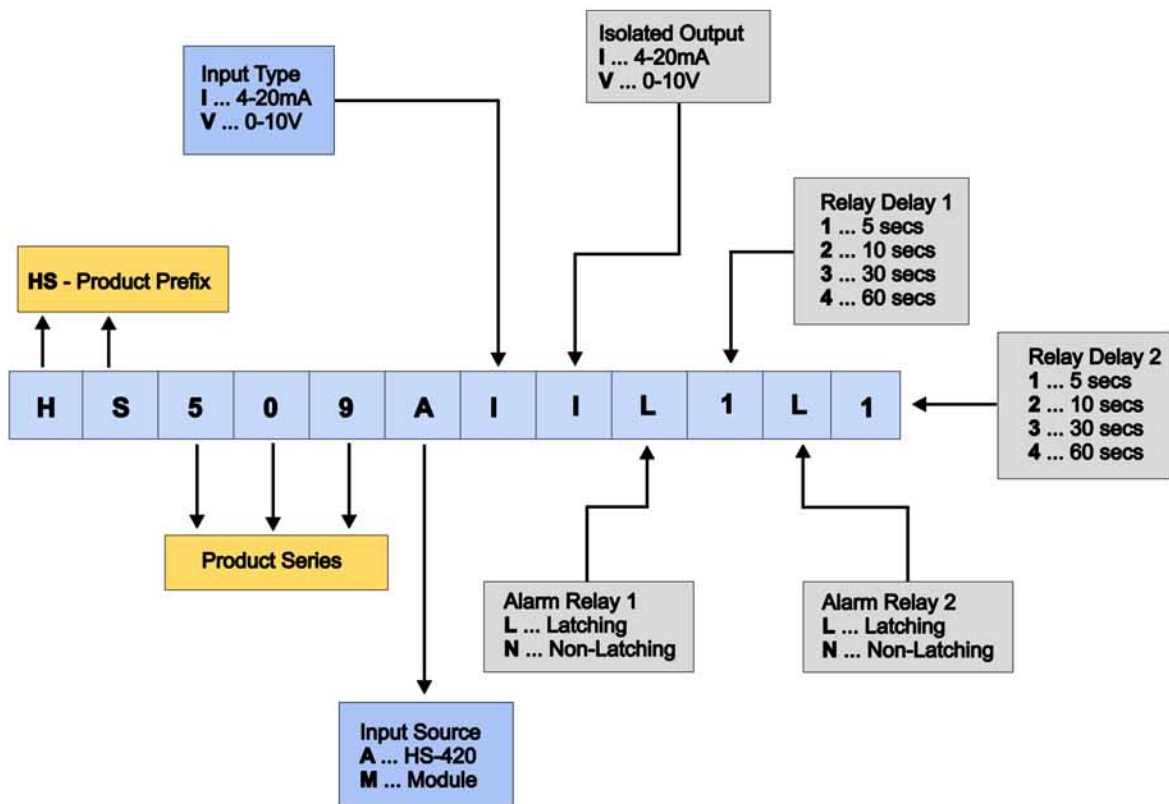 Isolated Output
I ... 4-20mA
V ... 0-10V
Input Type
I ... 4-20mA
V ... 0-10V
Relay Delay 1
1 ... 5 secs
2 ... 10 secs
3 ... 30 secs
4 ... 60 secs
HS - Product Prefix
Relay Delay 2
1 ... 5 secs
2 ... 10 secs
3 ... 30 secs
4 ... 60 secs
H S 5 0 9 A I I L 1 L 1
Product Series
Alarm Relay 1
L ... Latching
N ... Non-Latching
Alarm Relay 2
L ... Latching
N ... Non-Latching
Input Source
A ... HS-420
M ... Module